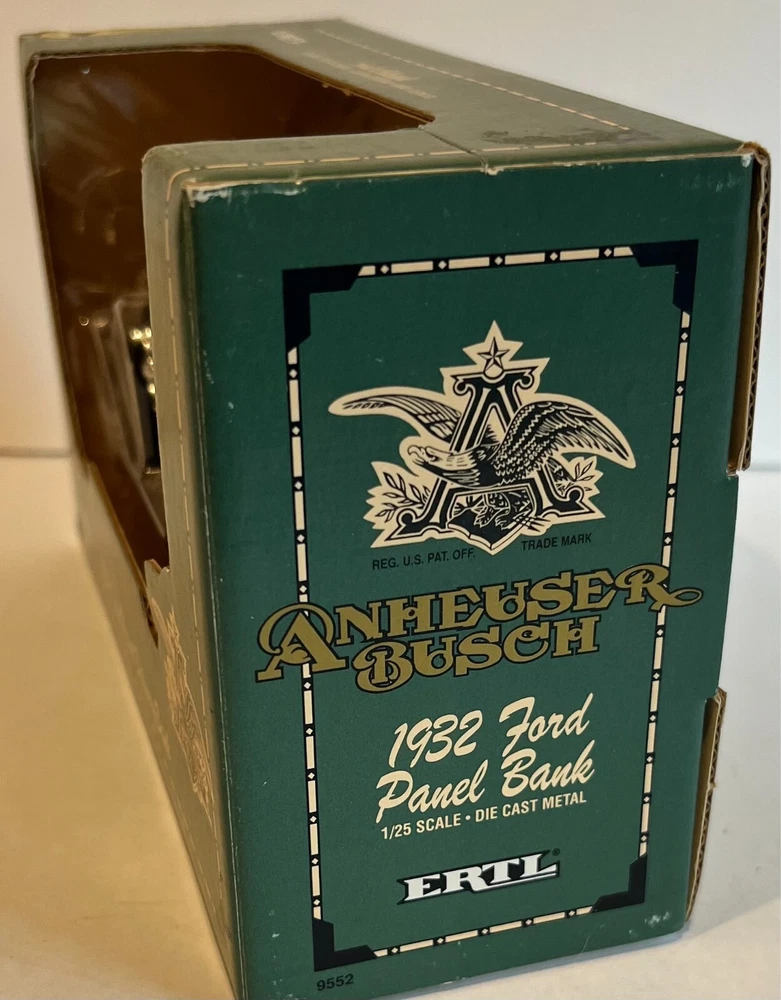 REG. U.S. PAT. OFF. TRADE MARK
ANHEUSER
BUSCH
1932 Ford
Panel Bank
1/25 SCALE • DIE CAST METAL
ERTL®
9552